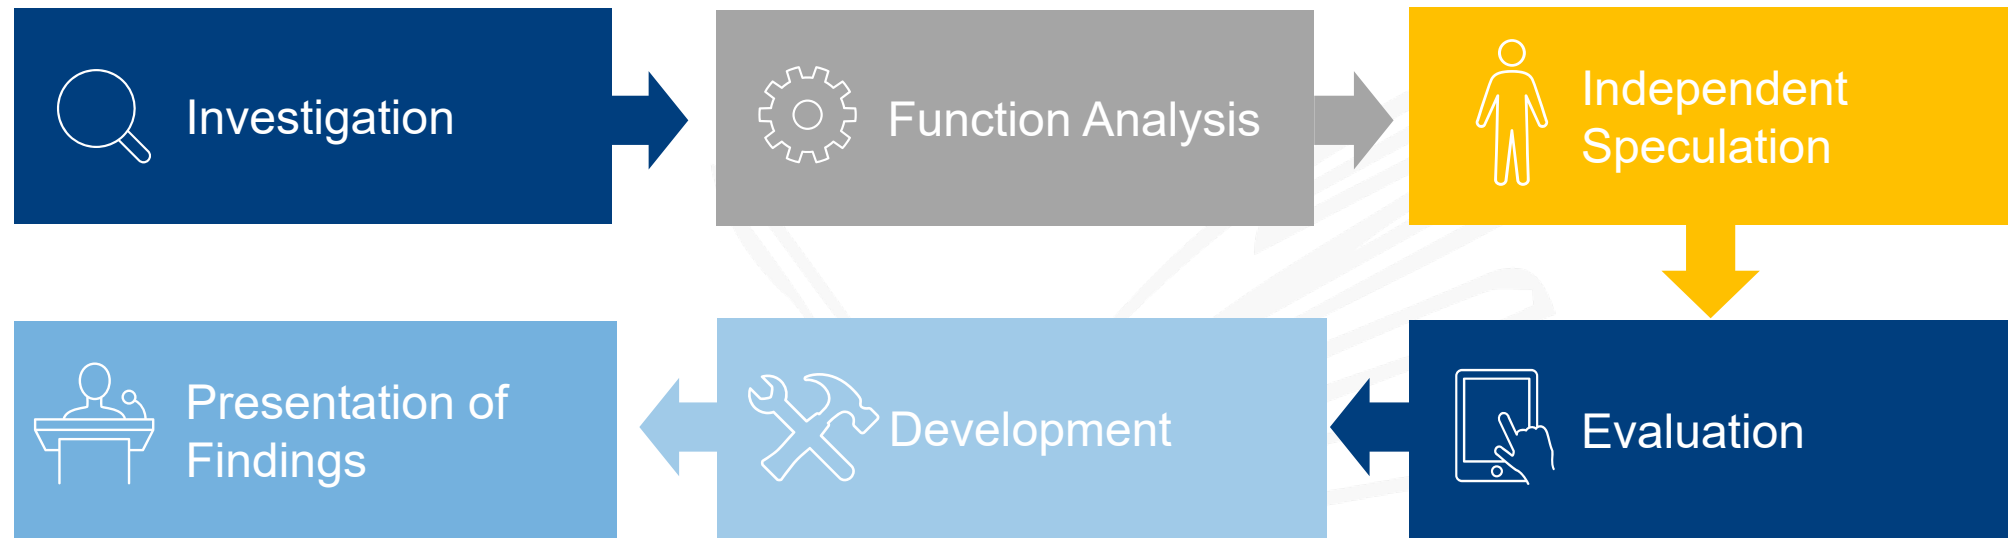 Investigation
Function Analysis
Independent
Speculation
Evaluation
Development
Presentation of
Findings